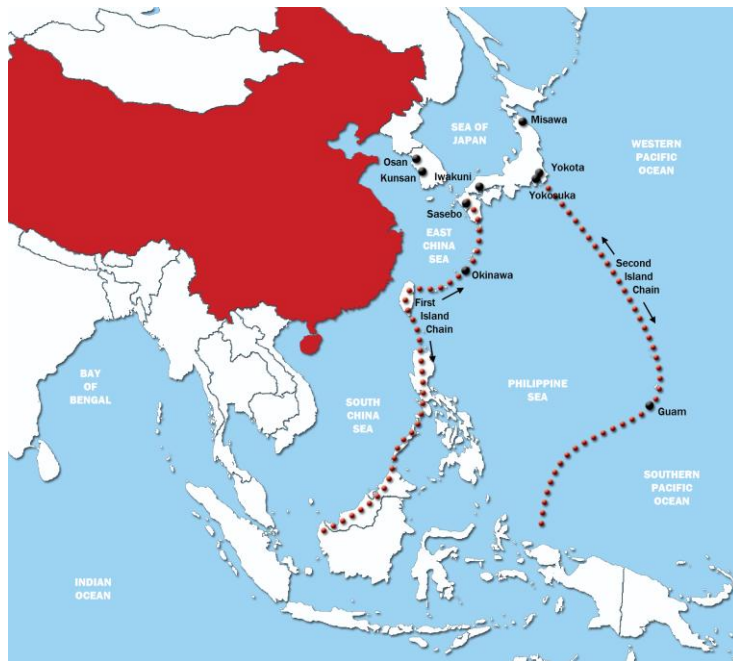 Misawa
SEA OF
JAPAN
WESTERN
PACIFIC
OCEAN
Osan
Kunsan
Iwakuni
Yokota
Yokosuka
Sasebo
EAST
CHINA
SEA
Okinawa
Second
Island
Chain
First
Island
Chain
BAY
OF
BENGAL
SOUTH
CHINA
SEA
PHILIPPINE
SEA
Guam
SOUTHERN
PACIFIC
OCEAN
INDIAN
OCEAN